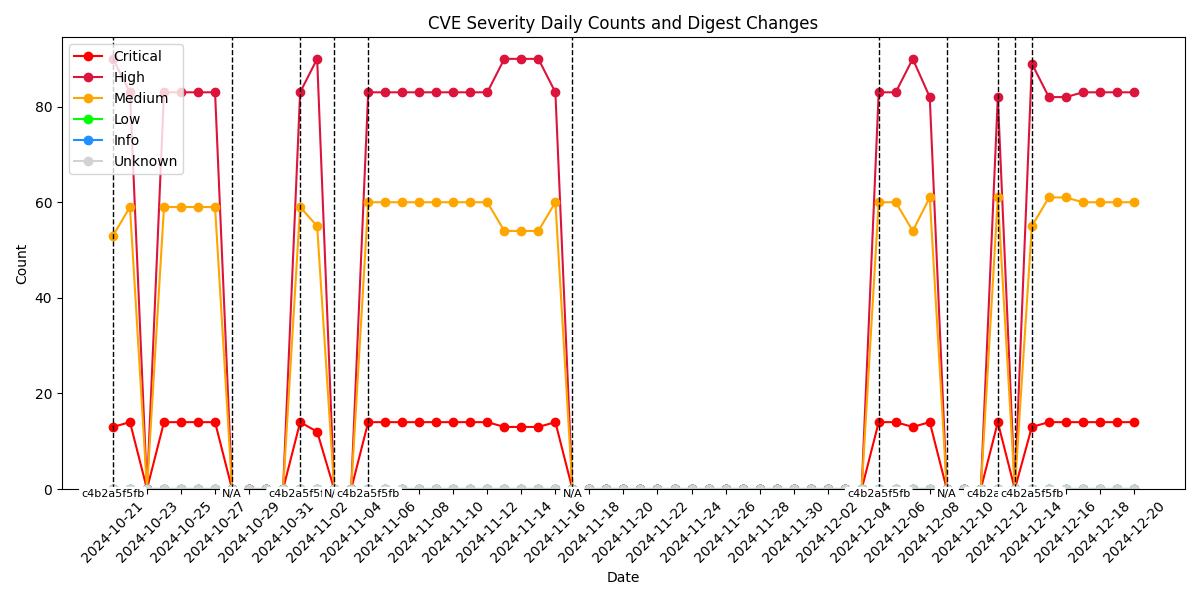 CVE Severity Daily Counts and Digest Changes
Critical
High
Medium
Low
Info
Unknown
Count
80
60
40
20
0
c4b2a5f5fb
N/A
c4b2a5f5f
N/
c4b2a5f5fb
N/A
c4b2a5f5fb
N/A
c4b2a
c4b2a5f5fb
2024-10-21
2024-10-23
2024-10-25
2024-10-27
2024-10-29
2024-10-31
2024-11-02
2024-11-04
2024-11-06
2024-11-08
2024-11-10
2024-11-12
2024-11-14
2024-11-16
2024-11-18
2024-11-20
2024-11-22
2024-11-24
2024-11-26
2024-11-28
2024-11-30
2024-12-02
2024-12-04
2024-12-06
2024-12-08
2024-12-10
2024-12-12
2024-12-14
2024-12-16
2024-12-18
2024-12-20
Date